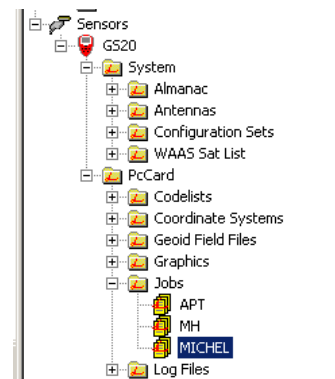 Sensors
GS20
System
Almanac
Antennas
Configuration Sets
WAAS Sat List
PcCard
Codelists
Coordinate Systems
Geoid Field Files
Graphics
Jobs
APT
MH
MICHEL
Log Files